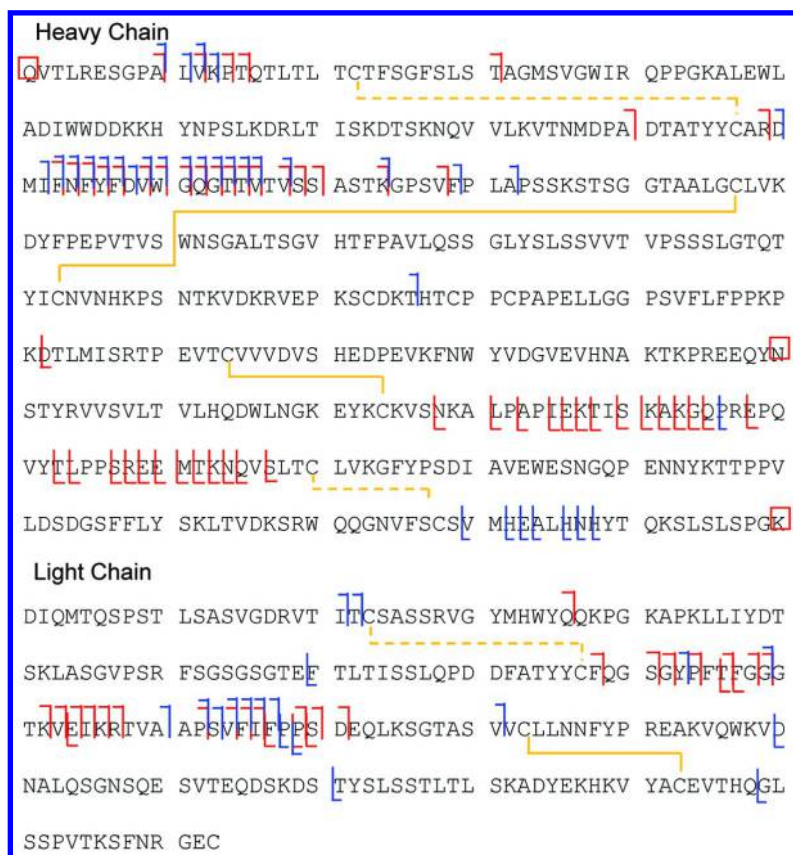 Heavy Chain
QVTLRESGPA LVKPTQTLTL TCTFSGFSLS TAGMSVGWIR QPPGKALEWL
ADIWWDDKKH YNPSLKDRLT ISKDTSKNQV VLKVTNMDPA DTATYYCARD
MIFNFYFDVW GQGTTVTVSS ASTKGPSVFP LAPSSKSTSG GTAALGCLVK
DYFPEPVTVS WNSGALTSGV HTFPAVLQSS GLYSLSSVVT VPSSSLGTQT
YICNVNHKPS NTKVDKRVEP KSCDKTHTCP PCPAPELLGG PSVFLFPPKP
KDTLMISRTP EVTCVVVDVS HEDPEVKFNW YVDGVEVHNA KTKPREEQYN
STYRVVSVLT VLHQDWLNGK EYKCKVSNKA LPAPIEKTIS KAKGQPREPQ
VYTLPPSREE MTKNQVSLTC LVKGFYPSDI AVEWESNGQP ENNYKTTPPV
LDSDGSFFLY SKLTVDKSRW QQGNVFSCSV MHEALHNHYT QKSLSLSPGK
Light Chain
DIQMTQSPST LSASVGDRVT ITCSASSRVG YMHWYQQKPG KAPKLLIYDT
SKLASGVPSR FSGSGSGTEF TLTISSLQPD DFATYYCFQG SGYPFTFGGG
TKVEIKRTVA APSVFIFPPS DEQLKSGTAS VVCLLNNFYP REAKVQWKVD
NALQSGNSQE SVTEQDSKDS TYSLSSTLTL SKADYEKHKV YACEVTHQGL
SSPVTKSFNR GEC